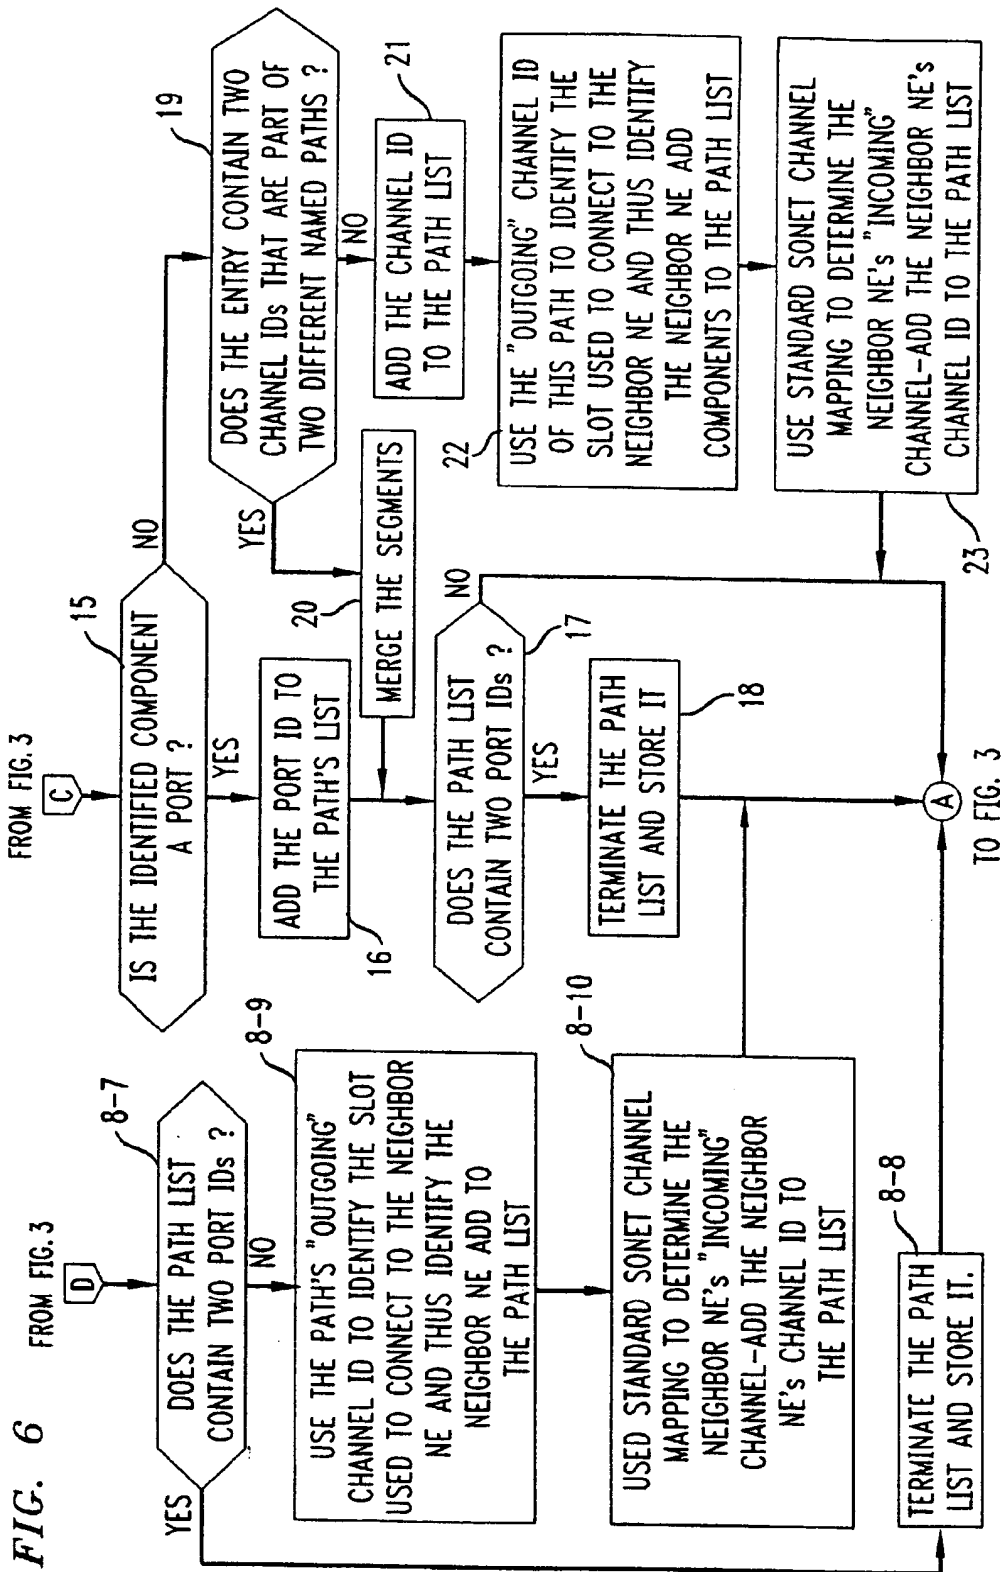 FIG. 6
FROM FIG. 3
D
8-7
DOES THE PATH LIST
CONTAIN TWO PORT IDs ?
YES
NO
8-9
USE THE PATH'S "OUTGOING"
CHANNEL ID TO IDENTIFY THE SLOT
USED TO CONNECT TO THE NEIGHBOR
NE AND THUS IDENTIFY THE
NEIGHBOR NE ADD TO
THE PATH LIST
8-10
USED STANDARD SONET CHANNEL
MAPPING TO DETERMINE THE
NEIGHBOR NE's "INCOMING"
CHANNEL-ADD THE NEIGHBOR
NE's CHANNEL ID TO
THE PATH LIST
8-8
TERMINATE THE PATH
LIST AND STORE IT.
FROM FIG. 3
C
15
IS THE IDENTIFIED COMPONENT
A PORT ?
NO
YES
ADD THE PORT ID TO
THE PATH'S LIST
16
20
MERGE THE SEGMENTS
DOES THE PATH LIST
CONTAIN TWO PORT IDs ?
17
NO
YES
TERMINATE THE PATH
LIST AND STORE IT
18
A
TO FIG. 3
19
DOES THE ENTRY CONTAIN TWO
CHANNEL IDs THAT ARE PART OF
TWO DIFFERENT NAMED PATHS ?
YES
NO
21
ADD THE CHANNEL ID
TO THE PATH LIST
22
USE THE "OUTGOING" CHANNEL ID
OF THIS PATH TO IDENTIFY THE
SLOT USED TO CONNECT TO THE
NEIGHBOR NE AND THUS IDENTIFY
THE NEIGHBOR NE ADD
COMPONENTS TO THE PATH LIST
USE STANDARD SONET CHANNEL
MAPPING TO DETERMINE THE
NEIGHBOR NE's "INCOMING"
CHANNEL-ADD THE NEIGHBOR NE's
CHANNEL ID TO THE PATH LIST
23